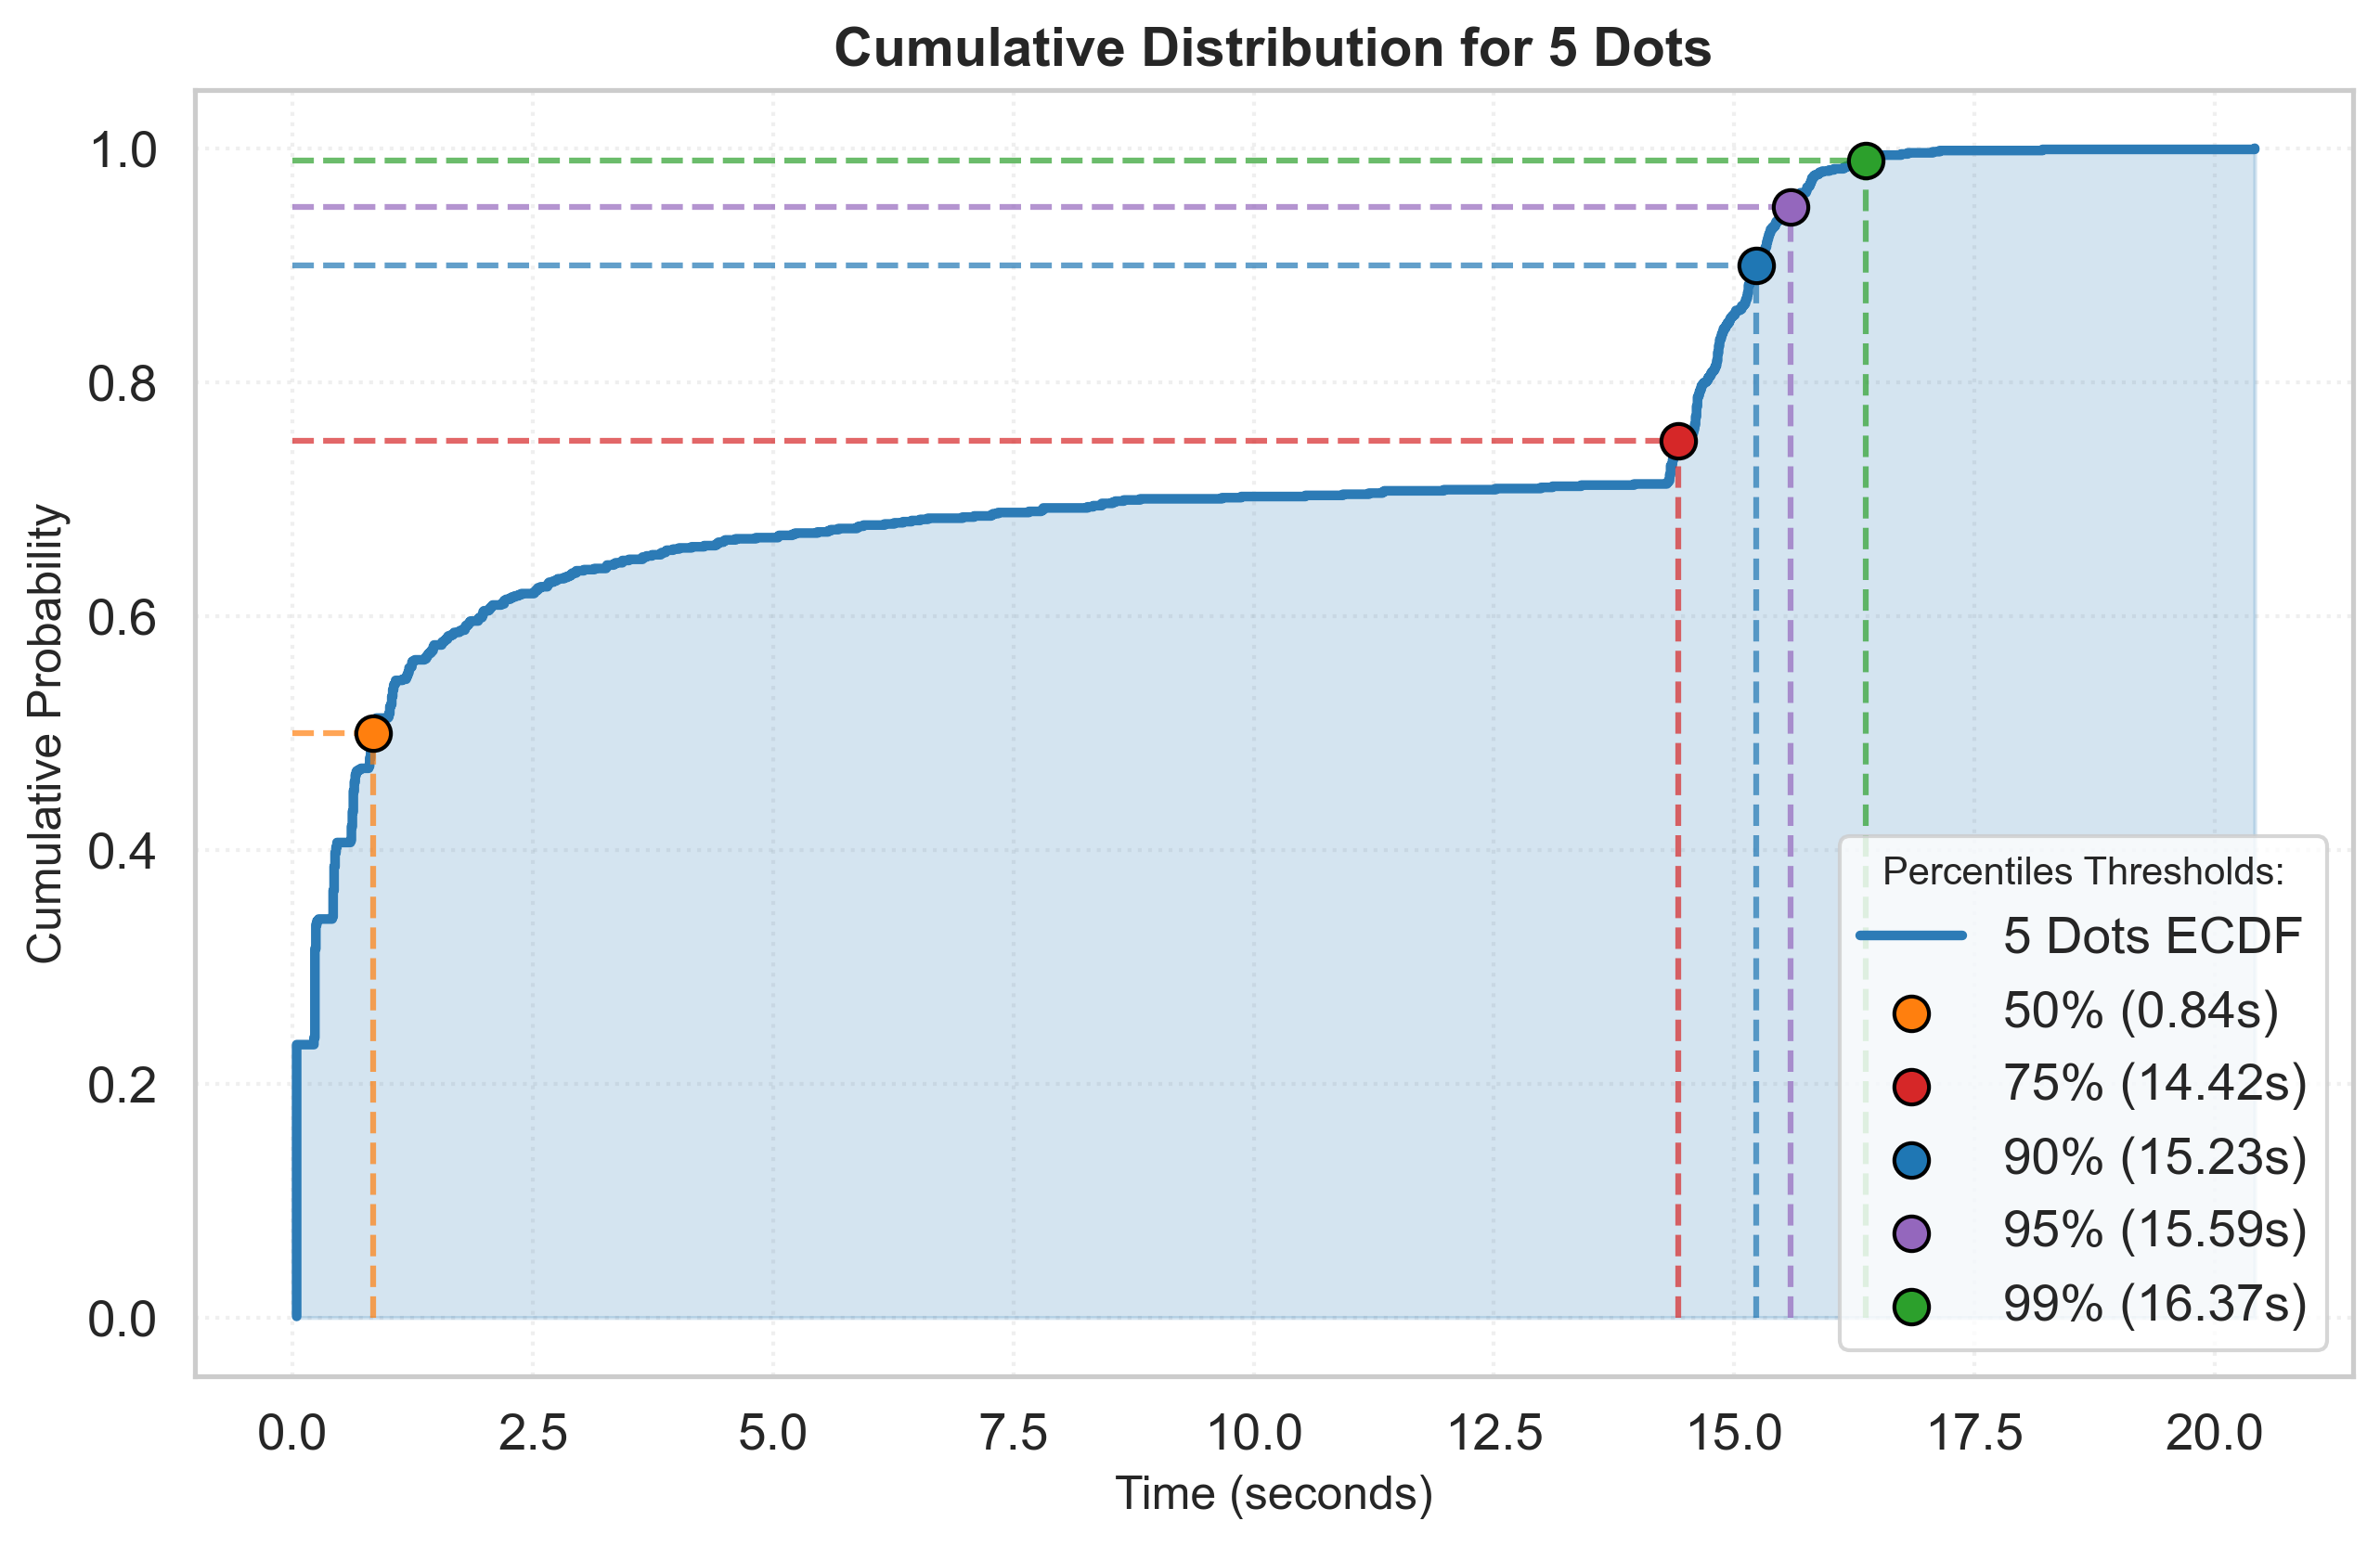 Cumulative Distribution for 5 Dots
Cumulative Probability
1.0
0.8
0.6
0.4
0.2
0.0
Percentiles Thresholds:
5 Dots ECDF
50% (0.84s)
75% (14.42s)
90% (15.23s)
95% (15.59s)
99% (16.37s)
0.0 2.5 5.0 7.5 10.0 12.5 15.0 17.5 20.0
Time (seconds)